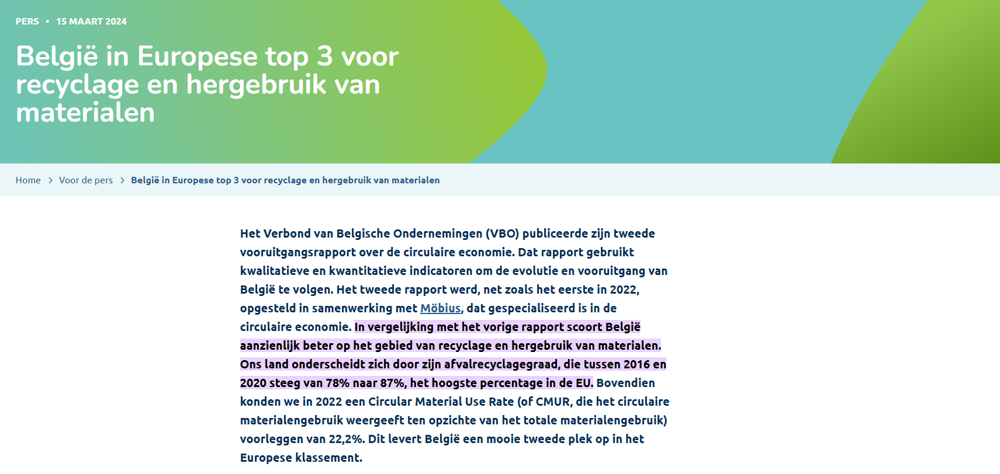 PERS • 15 MAART 2024
België in Europese top 3 voor
recyclage en hergebruik van
materialen
Home > Voor de pers > België in Europese top 3 voor recyclage en hergebruik van materialen
Het Verbond van Belgische Ondernemingen (VBO) publiceerde zijn tweede
vooruitgangsrapport over de circulaire economie. Dat rapport gebruikt
kwalitatieve en kwantitatieve indicatoren om de evolutie en vooruitgang van
België te volgen. Het tweede rapport werd, net zoals het eerste in 2022,
opgesteld in samenwerking met Möbius, dat gespecialiseerd is in de
circulaire economie. In vergelijking met het vorige rapport scoort België
aanzienlijk beter op het gebied van recyclage en hergebruik van materialen.
Ons land onderscheidt zich door zijn afvalrecyclagegraad, die tussen 2016 en
2020 steeg van 78% naar 87%, het hoogste percentage in de EU. Bovendien
konden we in 2022 een Circular Material Use Rate (of CMUR, die het circulaire
materialengebruik weergeeft ten opzichte van het totale materialengebruik)
voorleggen van 22,2%. Dit levert België een mooie tweede plek op in het
Europese klassement.